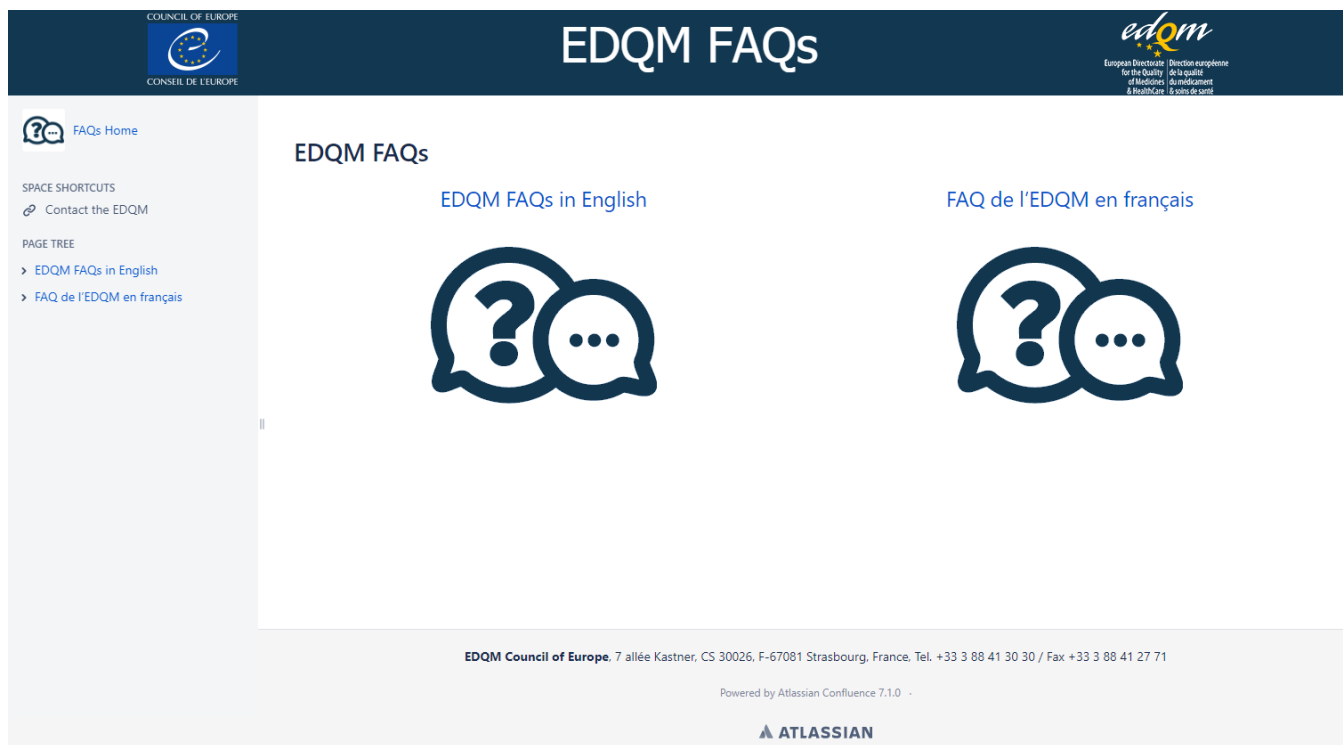 COUNCIL OF EUROPE
CONSEIL DE L'EUROPE
EDQM FAQs
edqm
European Directorate | Direction européenne
for the Quality | de la qualité
of Medicines | du médicament
& HealthCare | & soins de santé
FAQs Home
SPACE SHORTCUTS
Contact the EDQM
PAGE TREE
EDQM FAQs in English
FAQ de l'EDQM en français
EDQM FAQs
EDQM FAQs in English
FAQ de l'EDQM en français
EDQM Council of Europe, 7 allée Kastner, CS 30026, F-67081 Strasbourg, France, Tel. +33 3 88 41 30 30 / Fax +33 3 88 41 27 71
Powered by Atlassian Confluence 7.1.0 ·
ATLASSIAN